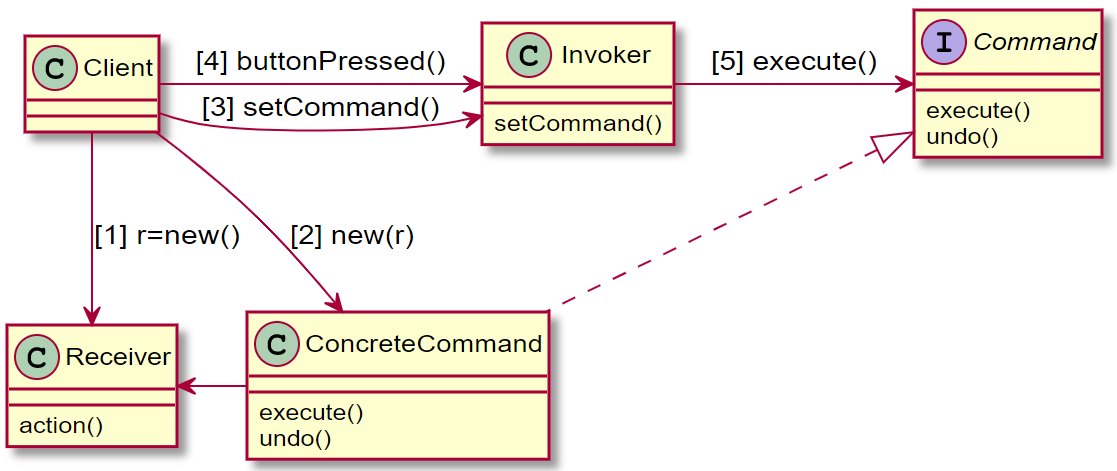 C Client
[4] buttonPressed()
[3] setCommand()
C Invoker
setCommand()
[5] execute()
I Command
execute()
undo()
[1] r=new()
[2] new(r)
C Receiver
action()
C ConcreteCommand
execute()
undo()